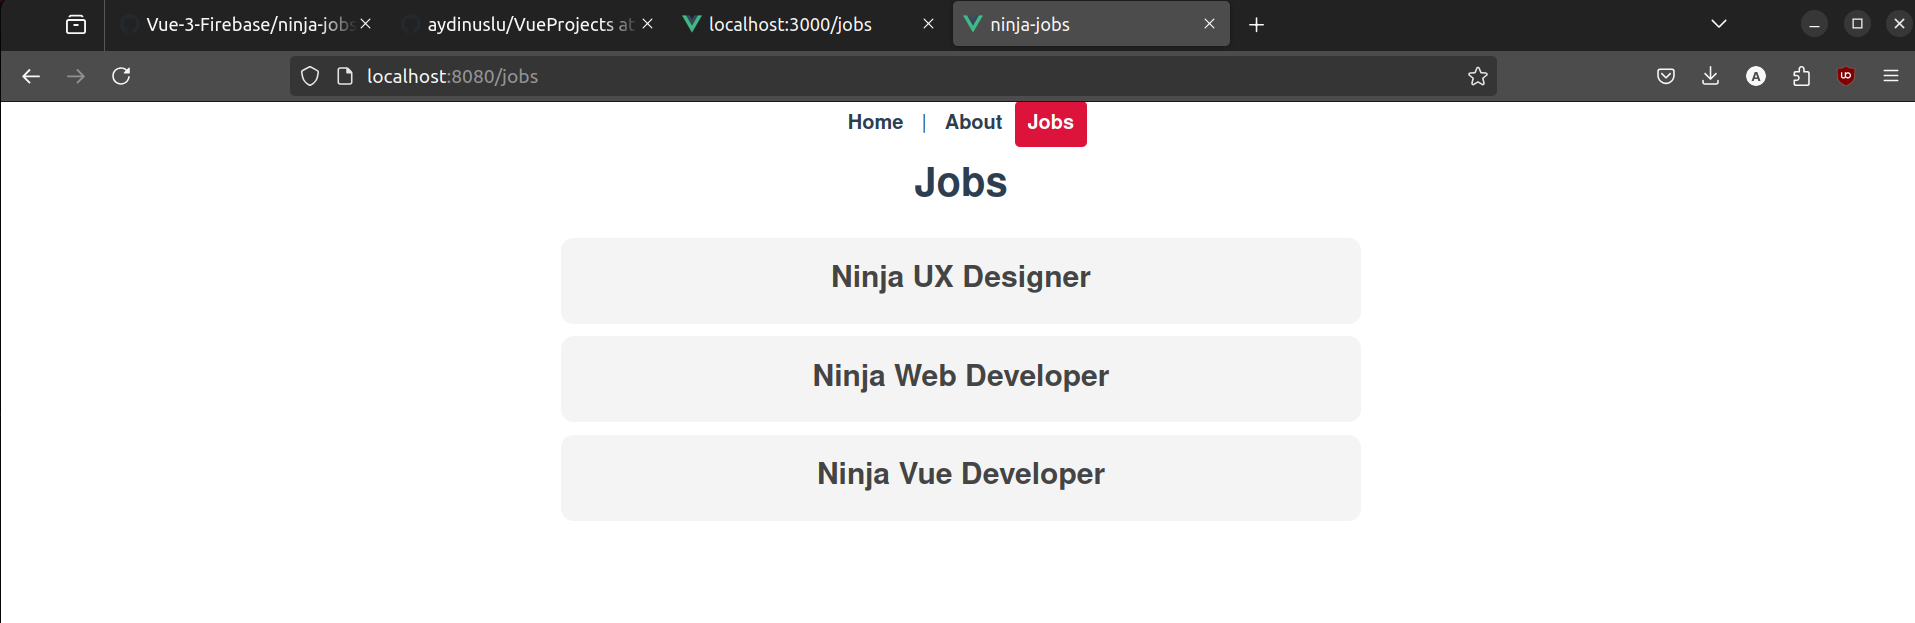 Vue-3-Firebase/ninja-jobs
aydinuslu/VueProjects at
localhost:3000/jobs
ninja-jobs
localhost:8080/jobs
Home | About Jobs
Jobs
Ninja UX Designer
Ninja Web Developer
Ninja Vue Developer